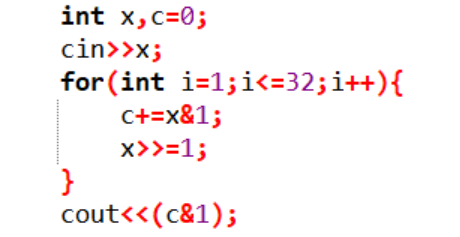 int x,c=0;
cin>>x;
for(int i=1;i<=32;i++){
c+=x&1;
x>>=1;
}
cout<<(c&1);